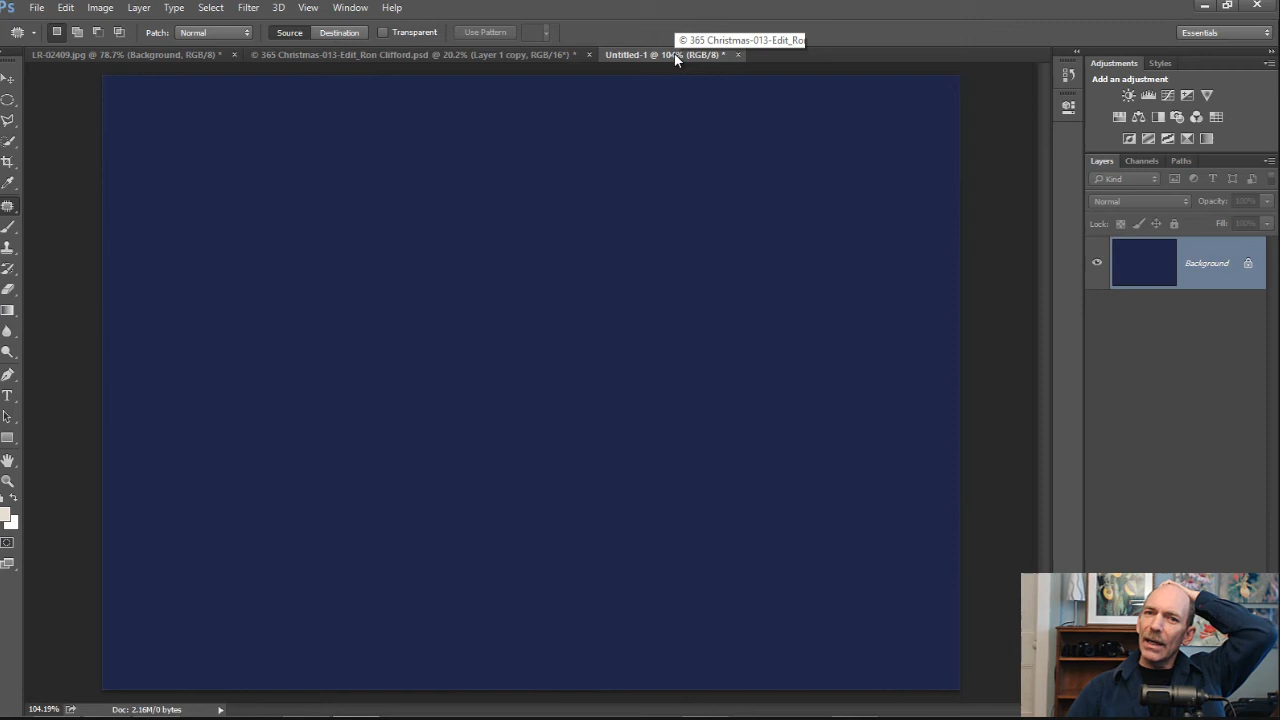 Ps File Edit Image Layer Type Select Filter 3D View Window Help
Patch: Normal Source Destination Transparent Use Pattern Essentials
© 365 Christmas-013-Edit_Ro
LR-02409.jpg @ 78.7% (Background, RGB/8) * × © 365 Christmas-013-Edit_Ron Clifford.psd @ 20.2% (Layer 1 copy, RGB/16*) * × Untitled-1 @ 104% (RGB/8) * ×
Adjustments Styles
Add an adjustment
Layers Channels Paths
Kind T
Normal Opacity: 100%
Lock: Fill: 100%
Background
T
104.19% Doc: 2.16M/0 bytes